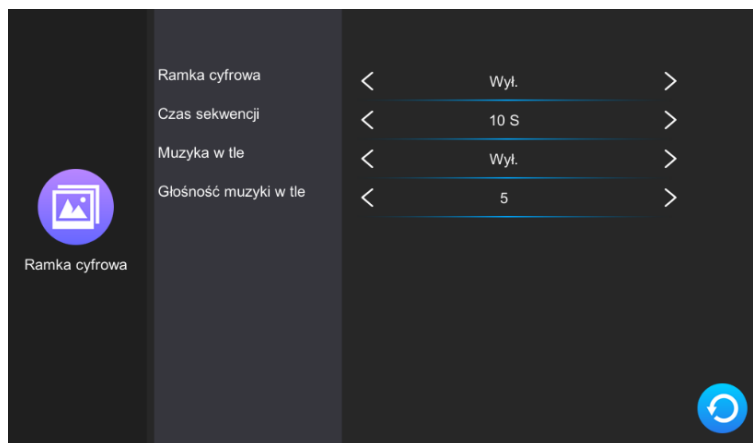 Ramka cyfrowa < Wył. >
Czas sekwencji < 10 S >
Muzyka w tle < Wył. >
Głośność muzyki w tle < 5 >
Ramka cyfrowa